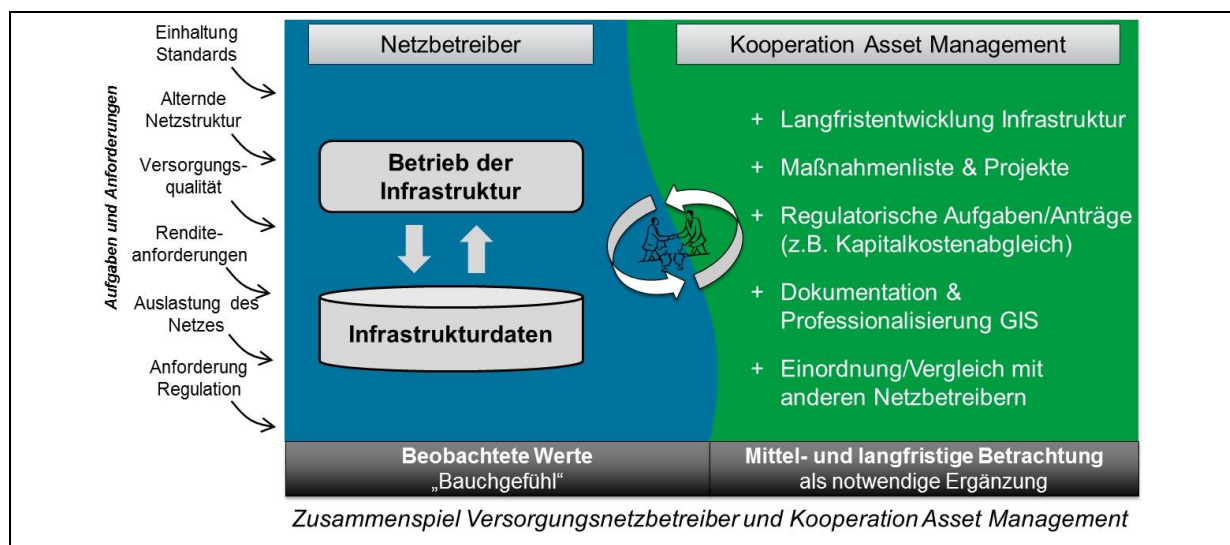 Aufgaben und Anforderungen
Einhaltung
Standards
Alternde
Netzstruktur
Versorgungs-
qualität
Rendite-
anforderungen
Auslastung des
Netzes
Anforderung
Regulation
Netzbetreiber
Betrieb der
Infrastruktur
Infrastrukturdaten
Kooperation Asset Management
+ Langfristentwicklung Infrastruktur
+ Maßnahmenliste & Projekte
+ Regulatorische Aufgaben/Anträge
(z.B. Kapitalkostenabgleich)
+ Dokumentation &
Professionalisierung GIS
+ Einordnung/Vergleich mit
anderen Netzbetreibern
Beobachtete Werte
„Bauchgefühl“
Mittel- und langfristige Betrachtung
als notwendige Ergänzung
Zusammenspiel Versorgungsnetzbetreiber und Kooperation Asset Management